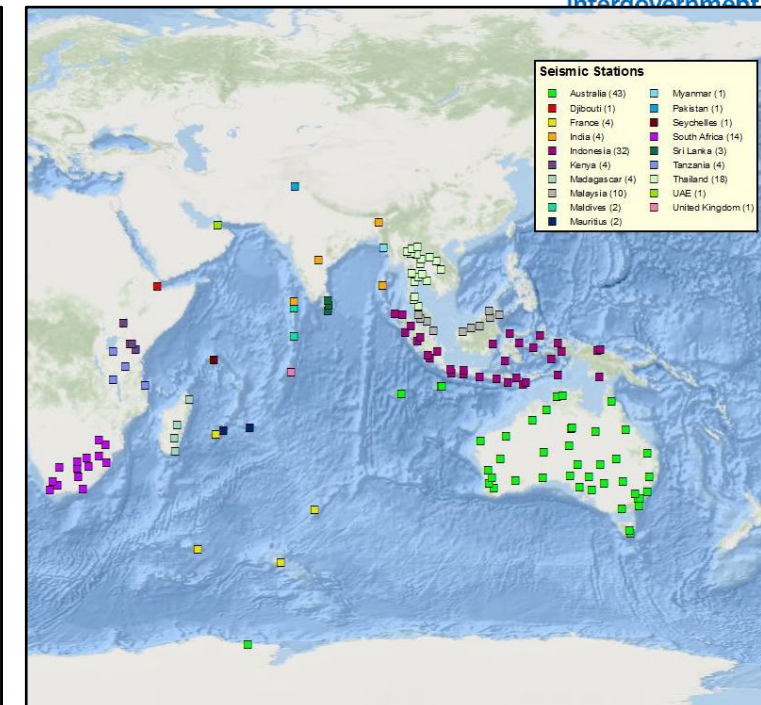 Intergovernment
Seismic Stations
Australia (43)
Djibouti (1)
France (4)
India (4)
Indonesia (32)
Kenya (4)
Madagascar (4)
Malaysia (10)
Maldives (2)
Mauritius (2)
Myanmar (1)
Pakistan (1)
Seychelles (1)
South Africa (14)
Sri Lanka (3)
Tanzania (4)
Thailand (18)
UAE (1)
United Kingdom (1)